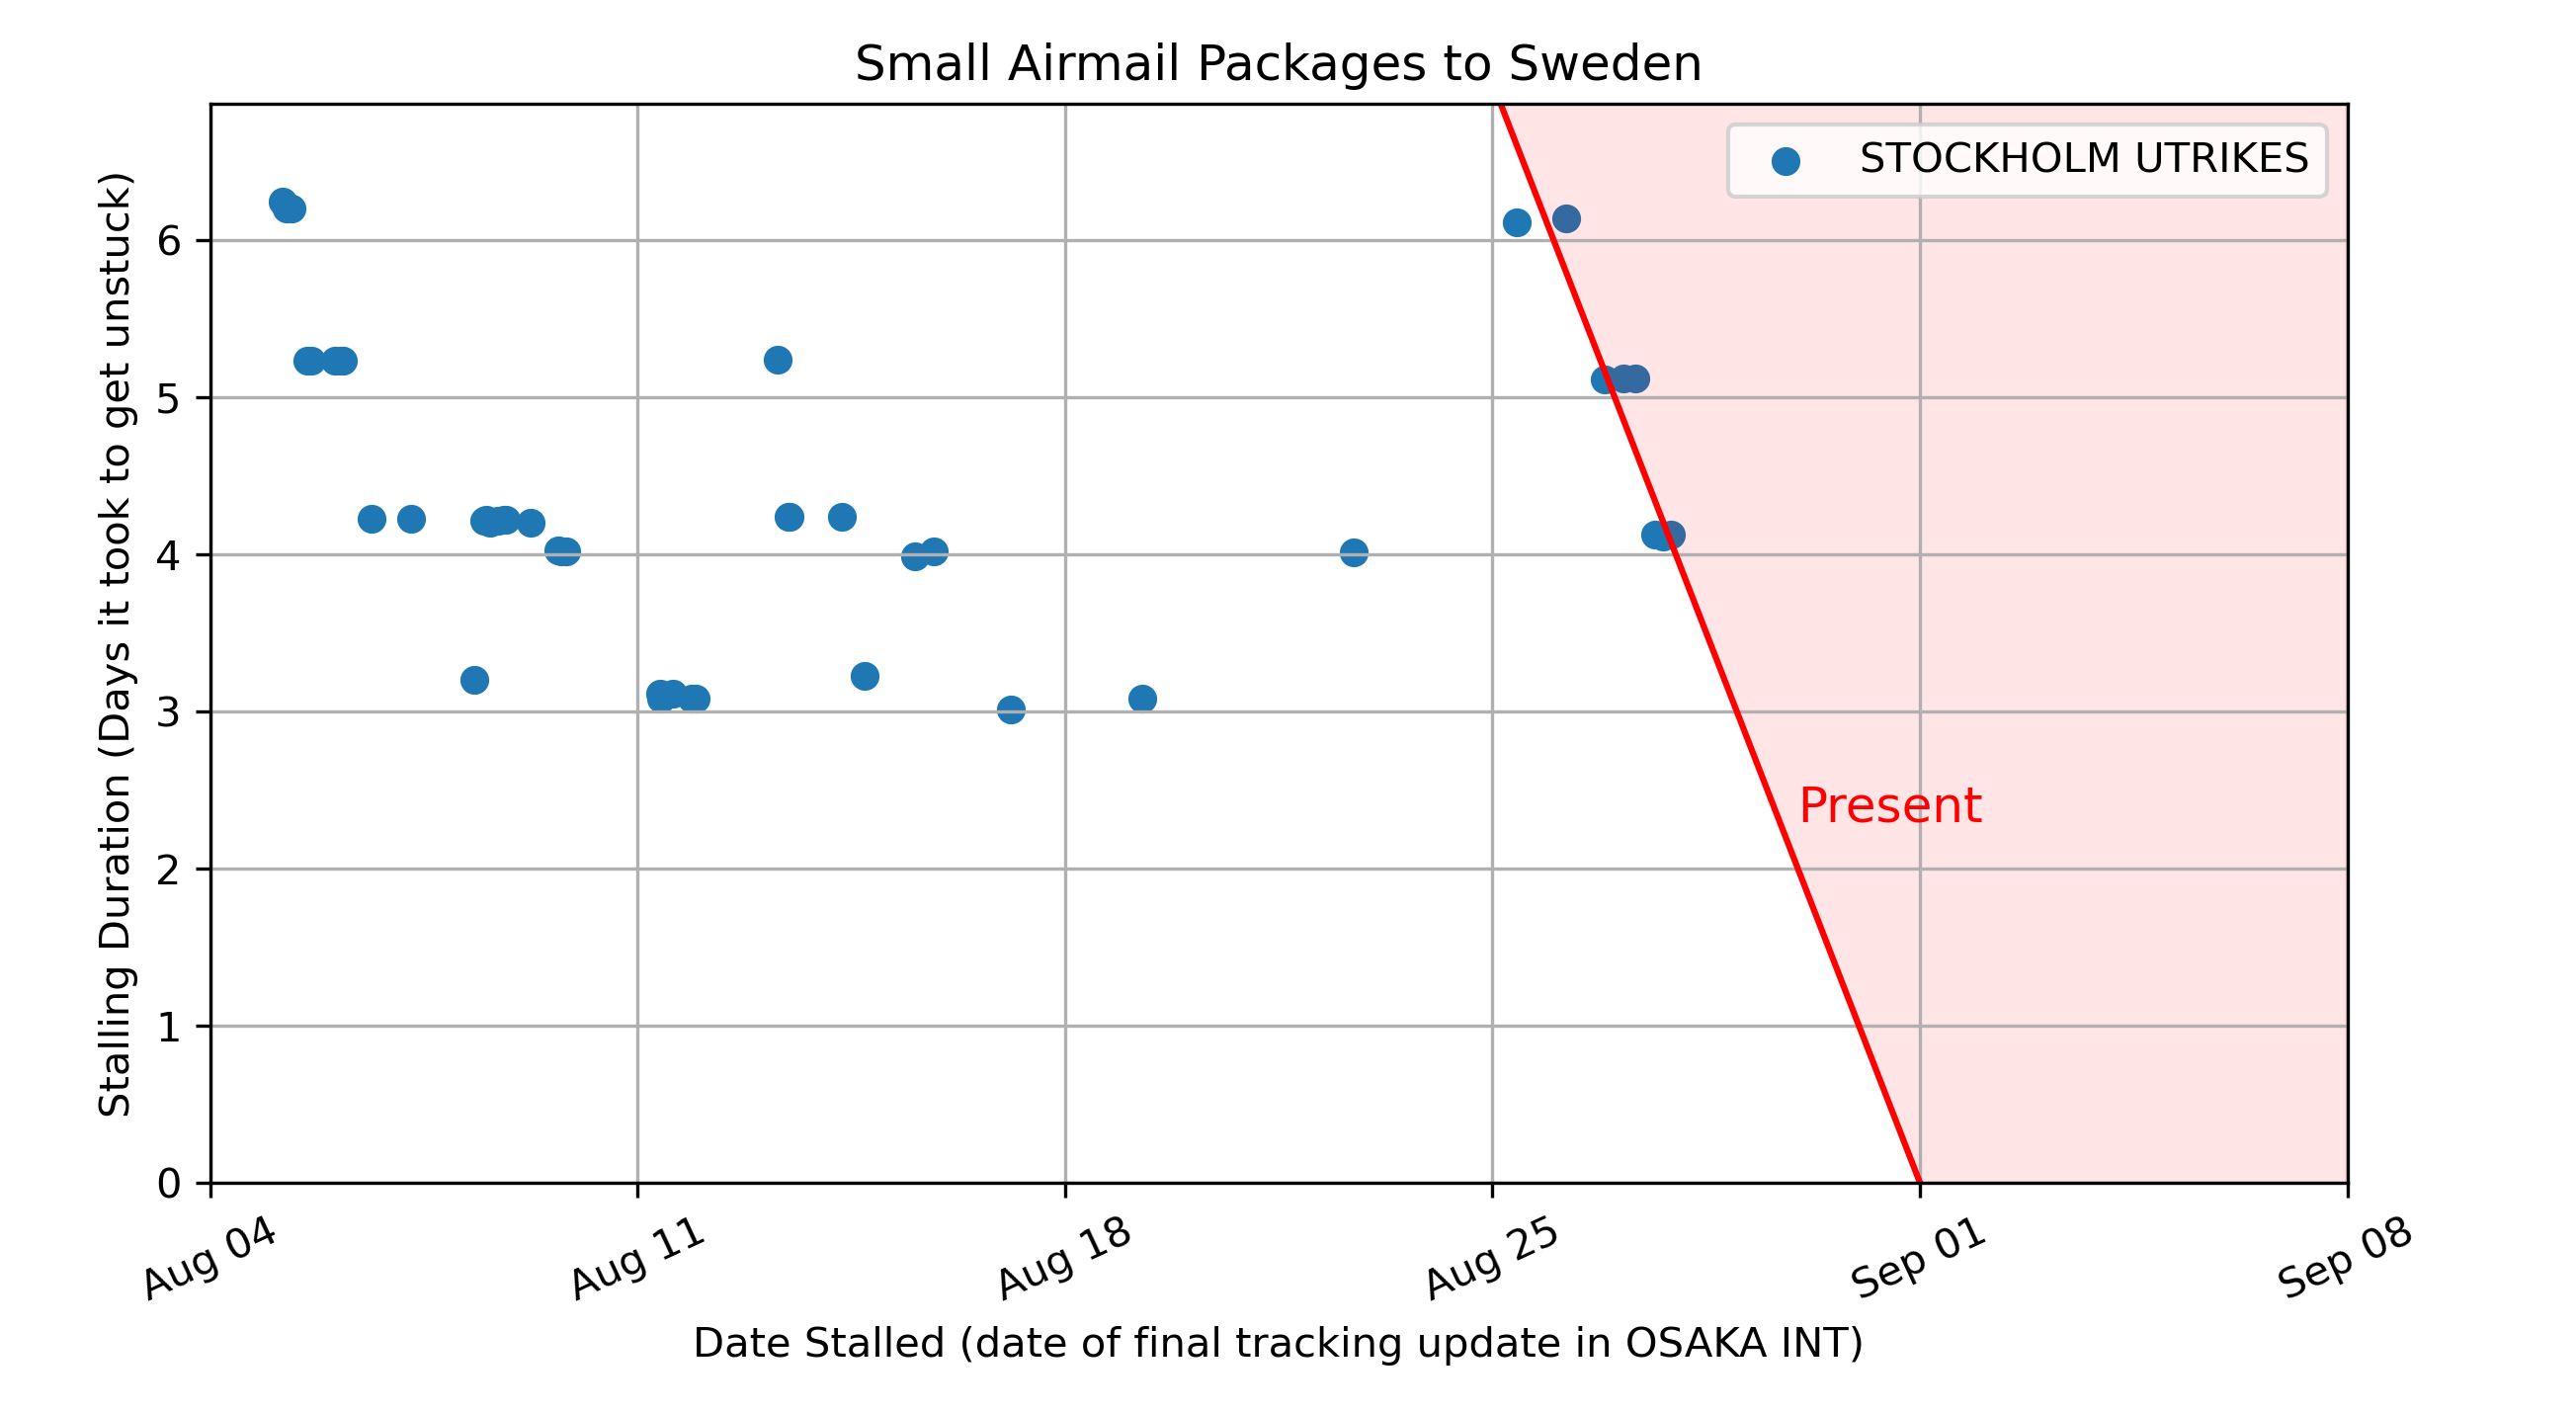 Small Airmail Packages to Sweden
STOCKHOLM UTRIKES
Stalling Duration (Days it took to get unstuck)
6
5
4
3
2
1
0
Present
Aug 04
Aug 11
Aug 18
Aug 25
Sep 01
Sep 08
Date Stalled (date of final tracking update in OSAKA INT)